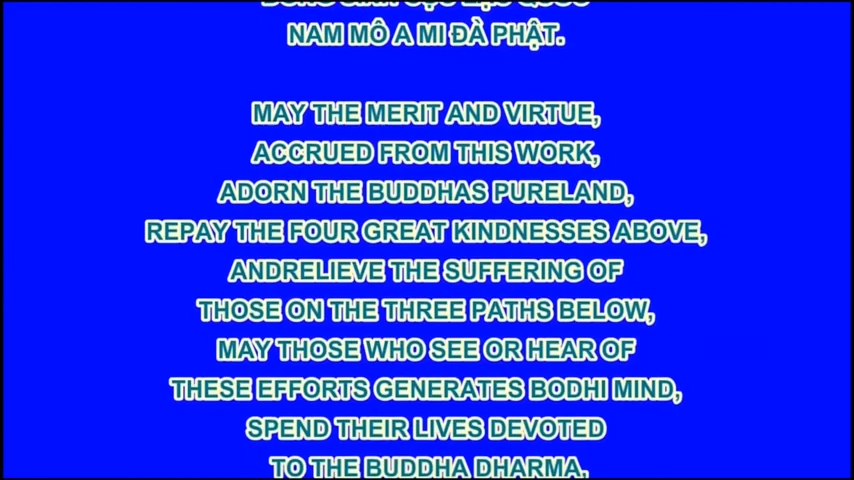 NAM MÔ A MI ĐÀ PHẬT.
MAY THE MERIT AND VIRTUE,
ACCRUED FROM THIS WORK,
ADORN THE BUDDHAS PURELAND,
REPAY THE FOUR GREAT KINDNESSES ABOVE,
ANDRELIEVE THE SUFFERING OF
THOSE ON THE THREE PATHS BELOW,
MAY THOSE WHO SEE OR HEAR OF
THESE EFFORTS GENERATES BODHI MIND,
SPEND THEIR LIVES DEVOTED
TO THE BUDDHA DHARMA,